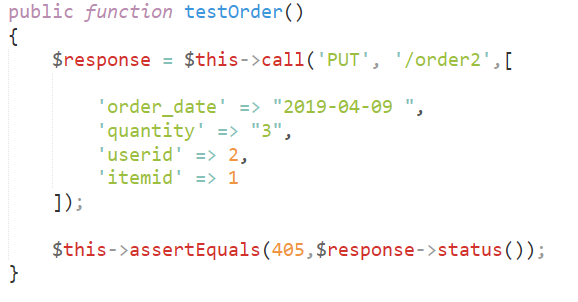 public function testOrder()
{
$response = $this->call('PUT', '/order2',[
'order_date' => "2019-04-09 ",
'quantity' => "3",
'userid' => 2,
'itemid' => 1
]);
$this->assertEquals(405,$response->status());
}